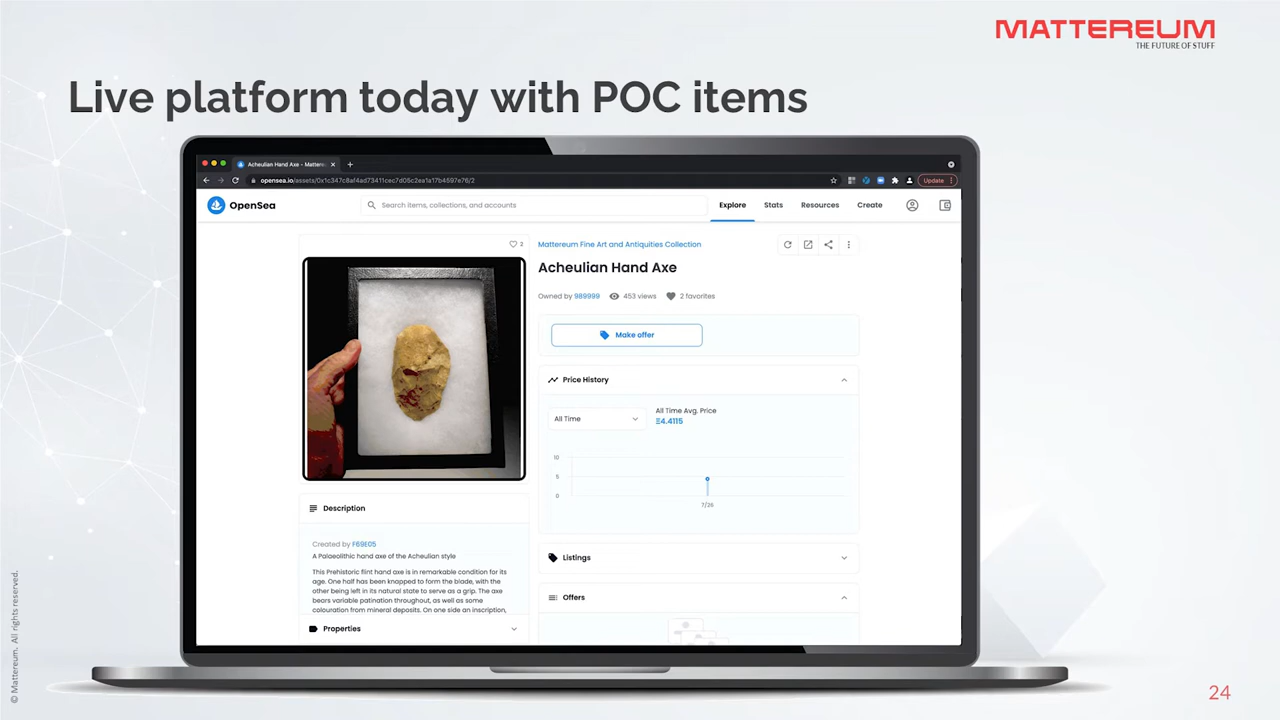 MATTEREUM
THE FUTURE OF STUFF
Live platform today with POC items
Acheulian Hand Axe - Mattere
opensea.io/assets/0x1c347c8af4ad73411cec7d05c2ea1a17b4597e76/2
Update
OpenSea
Search items, collections, and accounts
Explore
Stats
Resources
Create
2
Mattereum Fine Art and Antiquities Collection
Acheulian Hand Axe
Owned by 989999
453 views
2 favorites
Make offer
Price History
All Time
All Time Avg. Price
Ξ4.4115
10
5
0
7/26
Listings
Offers
Description
Created by F69E05
A Palaeolithic hand axe of the Acheulian style
This Prehistoric flint hand axe is in remarkable condition for its
age. One half has been knapped to form the blade, with the
other being left in its natural state to serve as a grip. The axe
bears variable patination throughout, as well as some
colouration from mineral deposits. On one side an inscription,
Properties
© Mattereum. All rights reserved.
24